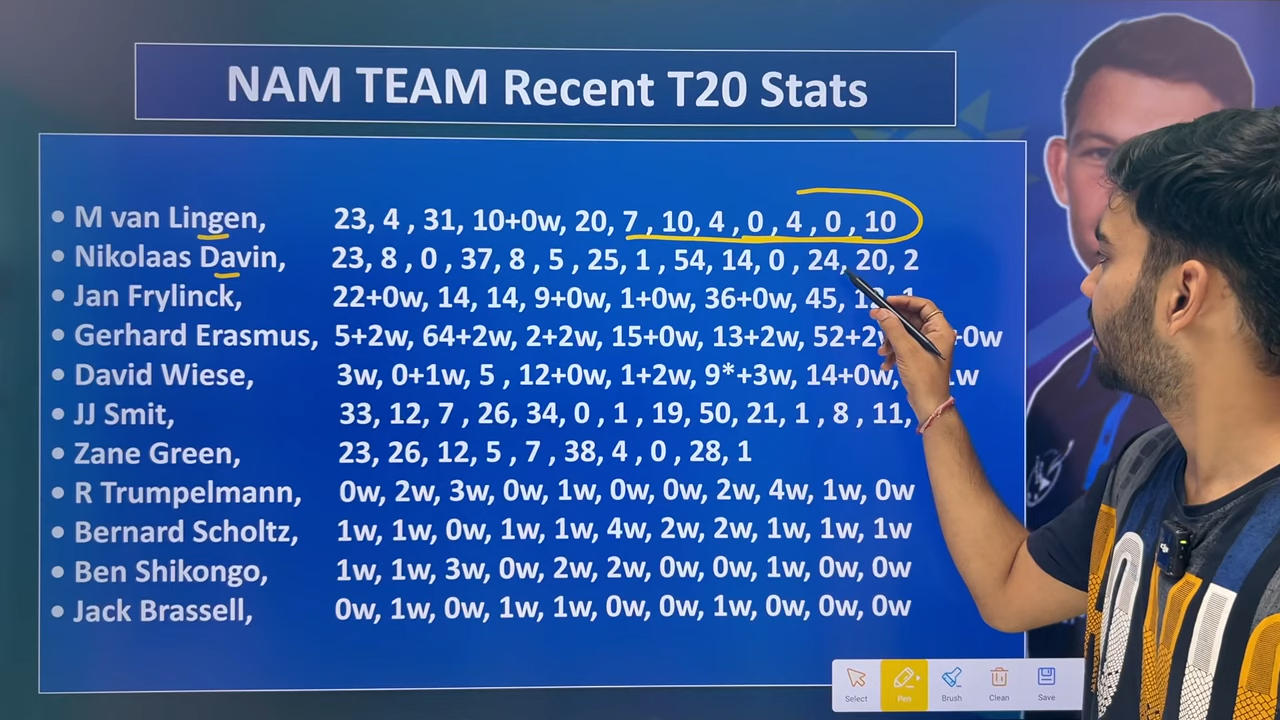 NAM TEAM Recent T20 Stats
• M van Lingen, 23, 4 , 31, 10+0w, 20, 7 , 10, 4 , 0 , 4 , 0 , 10
• Nikolaas Davin, 23, 8 , 0 , 37, 8 , 5 , 25, 1 , 54, 14, 0 , 24, 20, 2
• Jan Frylinck, 22+0w, 14, 14, 9+0w, 1+0w, 36+0w, 45,
• Gerhard Erasmus, 5+2w, 64+2w, 2+2w, 15+0w, 13+2w, +0w
• David Wiese, 3w, 0+1w, 5 , 12+0w, 1+2w, 9*+3w, 14+0w,
• JJ Smit, 33, 12, 7 , 26, 34, 0 , 1 , 19, 50, 21, 1 , 8 , 11,
• Zane Green, 23, 26, 12, 5 , 7 , 38, 4 , 0 , 28, 1
• R Trumpelmann, 0w, 2w, 3w, 0w, 1w, 0w, 0w, 2w, 4w, 1w, 0w
• Bernard Scholtz, 1w, 1w, 0w, 1w, 1w, 4w, 2w, 2w, 1w, 1w, 1w
• Ben Shikongo, 1w, 1w, 3w, 0w, 2w, 2w, 0w, 0w, 1w, 0w, 0w
• Jack Brassell, 0w, 1w, 0w, 1w, 1w, 0w, 0w, 1w, 0w, 0w, 0w
Select Pen Brush Clean Save